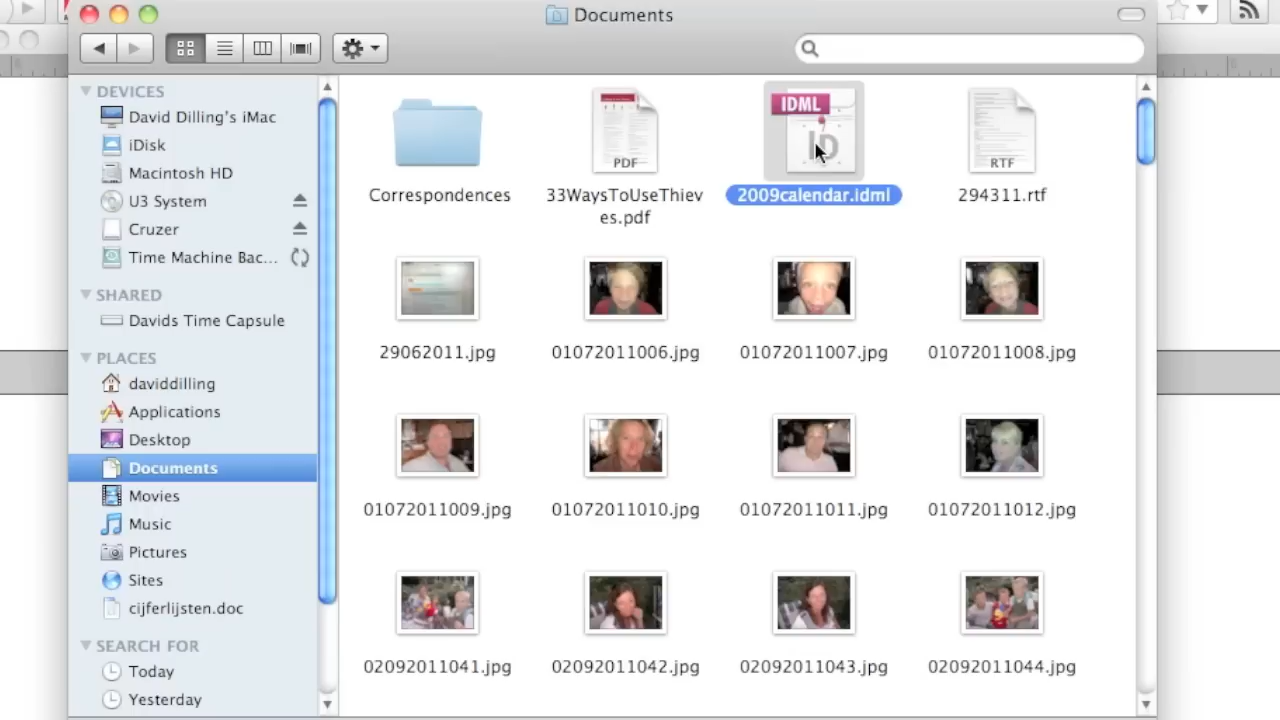 Documents
DEVICES
David Dilling's iMac
iDisk
Macintosh HD
U3 System
Cruzer
Time Machine Bac...
SHARED
Davids Time Capsule
PLACES
daviddilling
Applications
Desktop
Documents
Movies
Music
Pictures
Sites
cijferlijsten.doc
SEARCH FOR
Today
Yesterday
PDF
IDML
ID
RTF
Correspondences
33WaysToUseThiev
es.pdf
2009calendar.idml
294311.rtf
29062011.jpg
01072011006.jpg
01072011007.jpg
01072011008.jpg
01072011009.jpg
01072011010.jpg
01072011011.jpg
01072011012.jpg
02092011041.jpg
02092011042.jpg
02092011043.jpg
02092011044.jpg